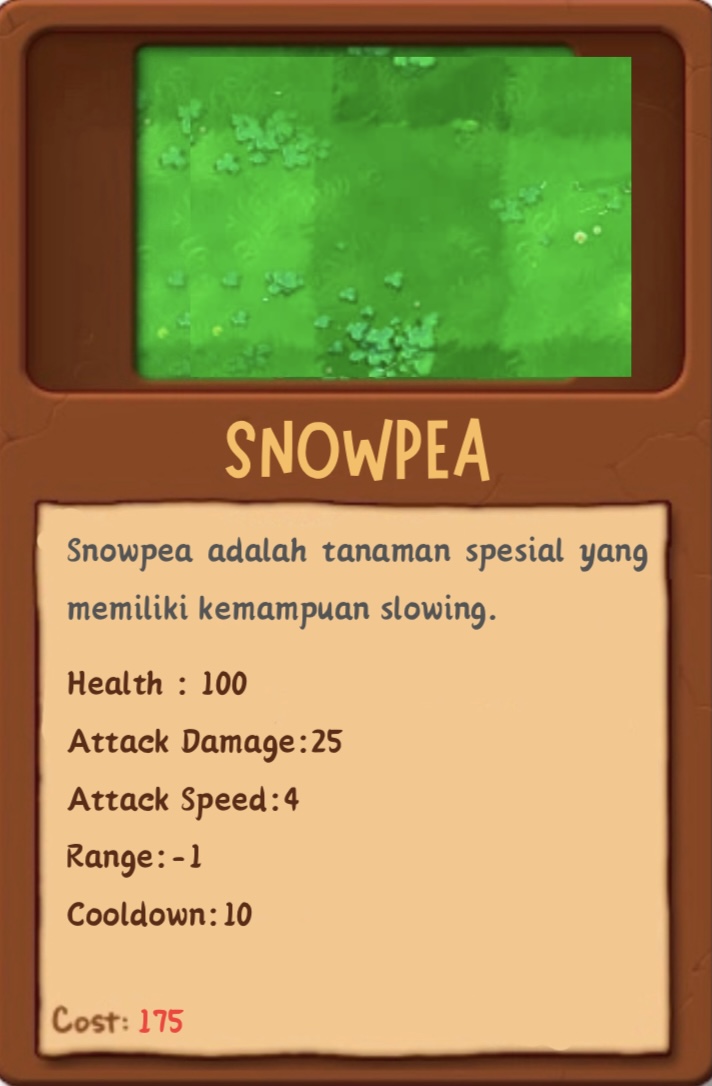 SNOWPEA
Snowpea adalah tanaman spesial yang
memiliki kemampuan slowing.
Health : 100
Attack Damage:25
Attack Speed:4
Range:-1
Cooldown:10
Cost: 175